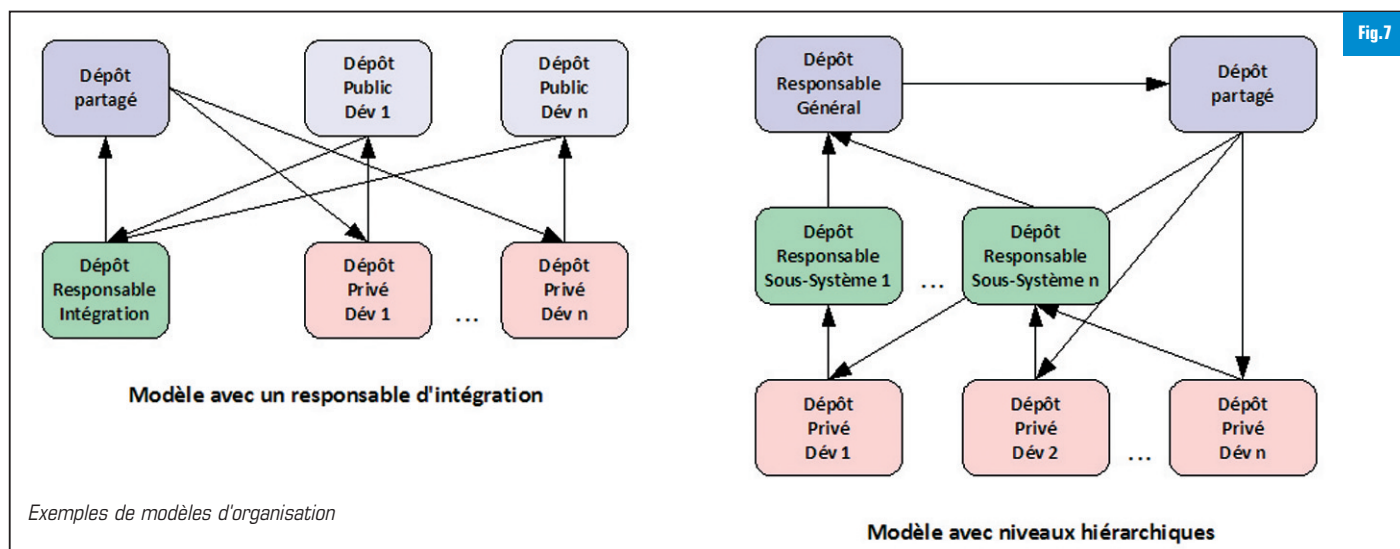 Fig.7
Dépôt
partagé
Dépôt
Public
Dév 1
Dépôt
Public
Dév n
Dépôt
Responsable
Intégration
Dépôt
Privé
Dév 1
...
Dépôt
Privé
Dév n
Modèle avec un responsable d'intégration
Dépôt
Responsable
Général
Dépôt
partagé
Dépôt
Responsable
Sous-Système 1
...
Dépôt
Responsable
Sous-Système n
Dépôt
Privé
Dév 1
Dépôt
Privé
Dév 2
...
Dépôt
Privé
Dév n
Modèle avec niveaux hiérarchiques
Exemples de modèles d'organisation